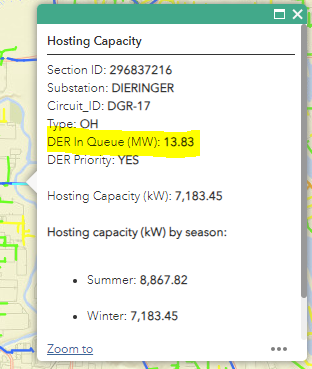 Hosting Capacity
Section ID: 296837216
Substation: DIERINGER
Circuit_ID: DGR-17
Type: OH
DER In Queue (MW): 13.83
DER Priority: YES
Hosting Capacity (kW): 7,183.45
Hosting capacity (kW) by season:
• Summer: 8,867.82
• Winter: 7,183.45
Zoom to